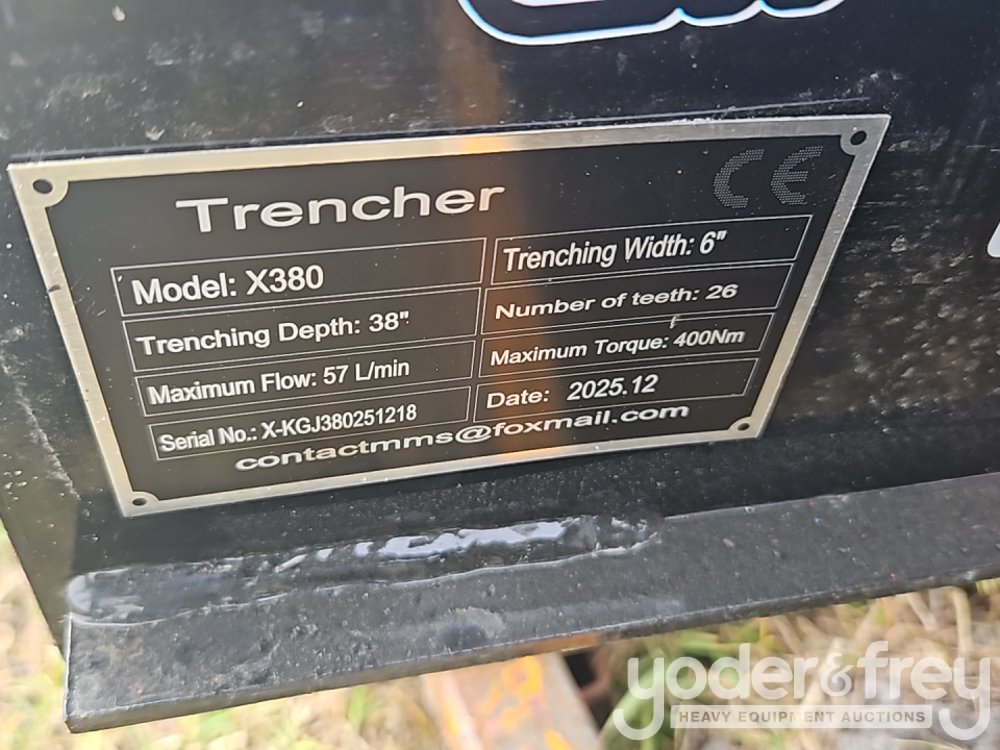 Trencher
CE
Model: X380
Trenching Width: 6"
Trenching Depth: 38"
Number of teeth: 26
Maximum Flow: 57 L/min
Maximum Torque: 400Nm
Serial No.: X-KGJ380251218
Date: 2025.12
contactmms@foxmail.com
yoder&frey
HEAVY EQUIPMENT AUCTIONS